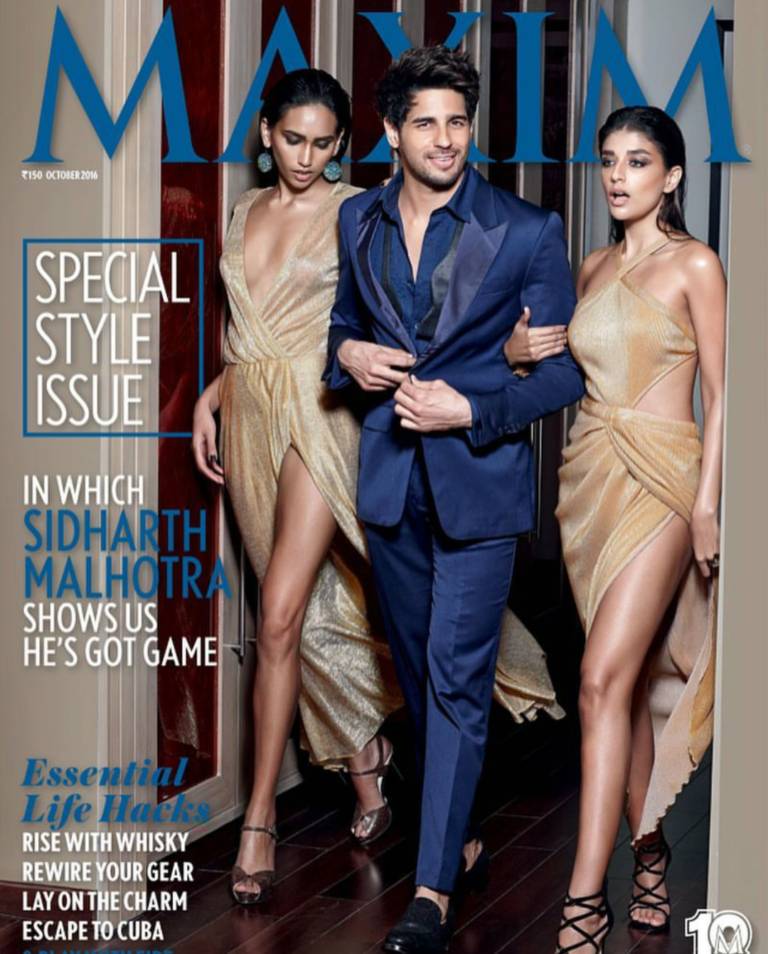 MAXIM
₹150 OCTOBER 2016
SPECIAL
STYLE
ISSUE
IN WHICH
SIDHARTH
MALHOTRA
SHOWS US
HE'S GOT GAME
Essential
Life Hacks
RISE WITH WHISKY
REWIRE YOUR GEAR
LAY ON THE CHARM
ESCAPE TO CUBA